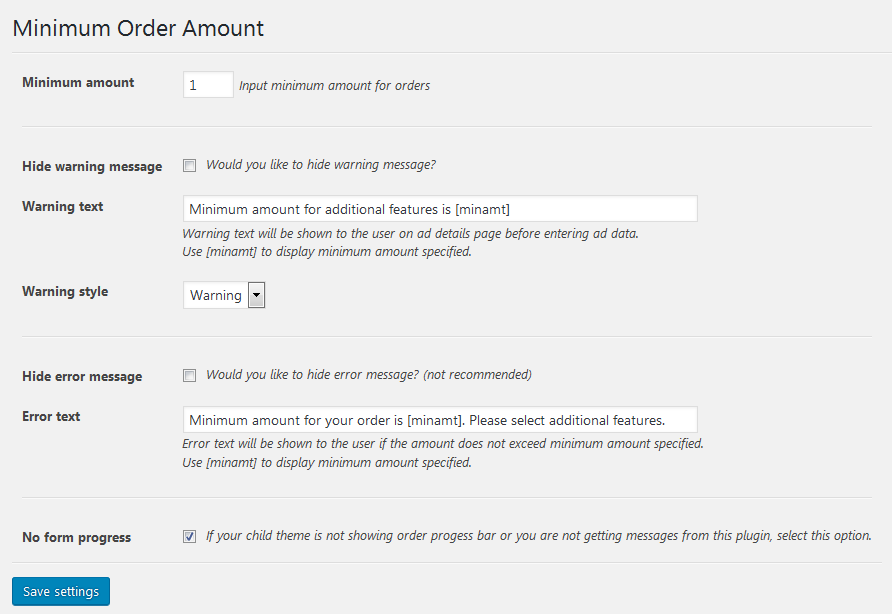 Minimum Order Amount
Minimum amount 1 Input minimum amount for orders
Hide warning message Would you like to hide warning message?
Warning text Minimum amount for additional features is [minamt]
Warning text will be shown to the user on ad details page before entering ad data.
Use [minamt] to display minimum amount specified.
Warning style Warning
Hide error message Would you like to hide error message? (not recommended)
Error text Minimum amount for your order is [minamt]. Please select additional features.
Error text will be shown to the user if the amount does not exceed minimum amount specified.
Use [minamt] to display minimum amount specified.
No form progress If your child theme is not showing order progess bar or you are not getting messages from this plugin, select this option.
Save settings